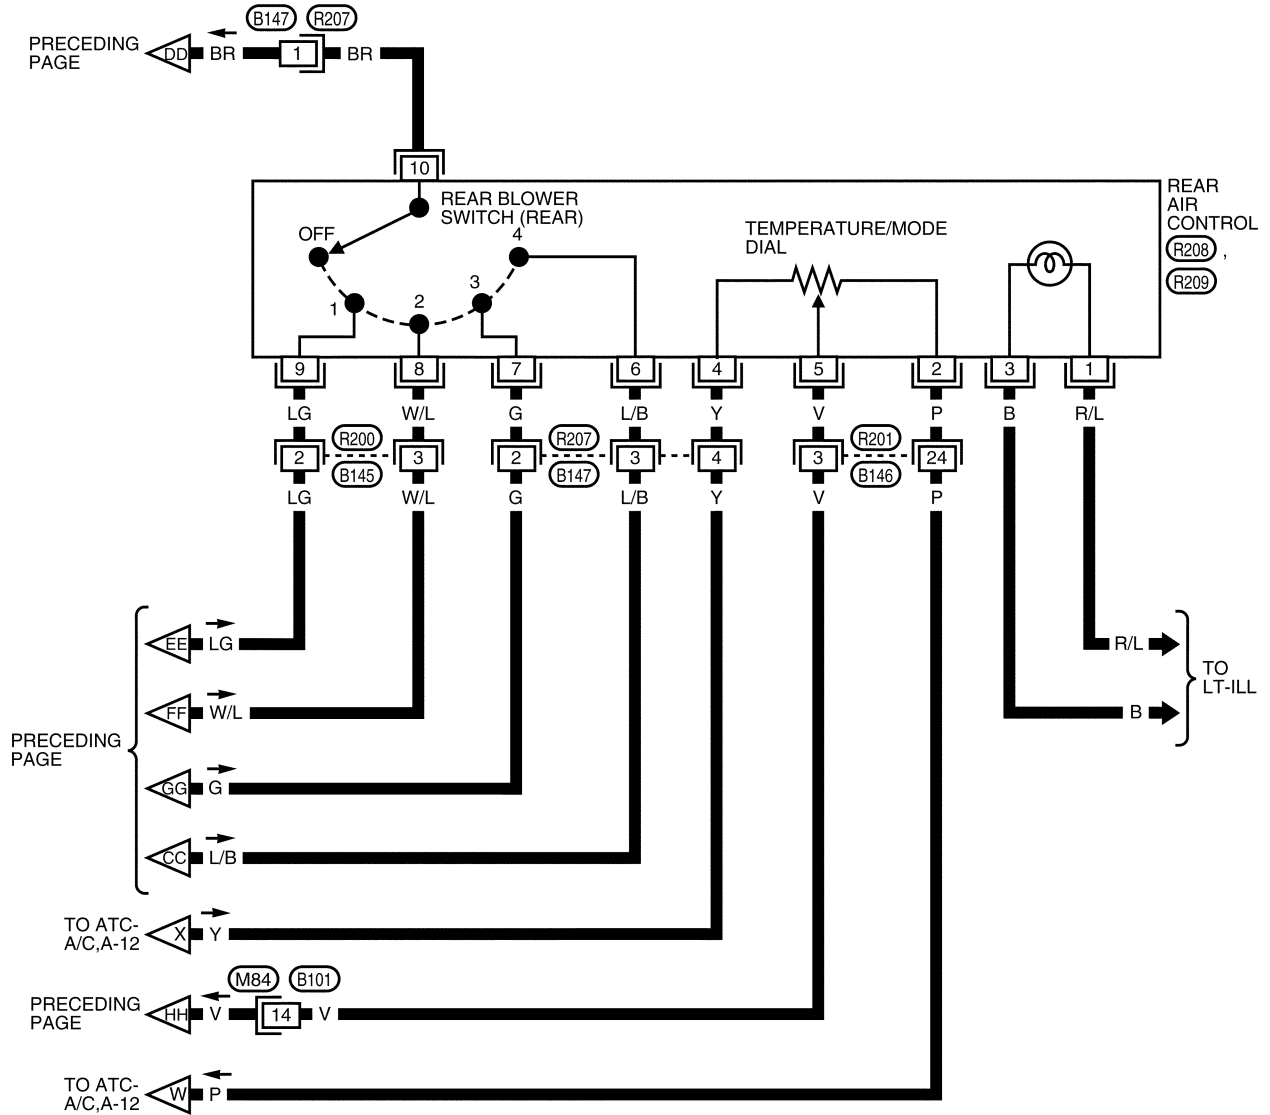 B147 R207
PRECEDING
PAGE
DD BR 1 BR
10
REAR BLOWER
SWITCH (REAR)
OFF
1 2 3 4
TEMPERATURE/MODE
DIAL
REAR
AIR
CONTROL
R208 ,
R209
9 8 7 6 4 5 2 3 1
LG W/L G L/B Y V P B R/L
R200 R207 R201
2 3 2 3 4 3 24
B145 B147 B146
LG W/L G L/B Y V P
PRECEDING
PAGE
EE LG
FF W/L
GG G
CC L/B
R/L
B
TO
LT-ILL
TO ATC-
A/C,A-12
X Y
M84 B101
PRECEDING
PAGE
HH V 14 V
TO ATC-
A/C,A-12
W P